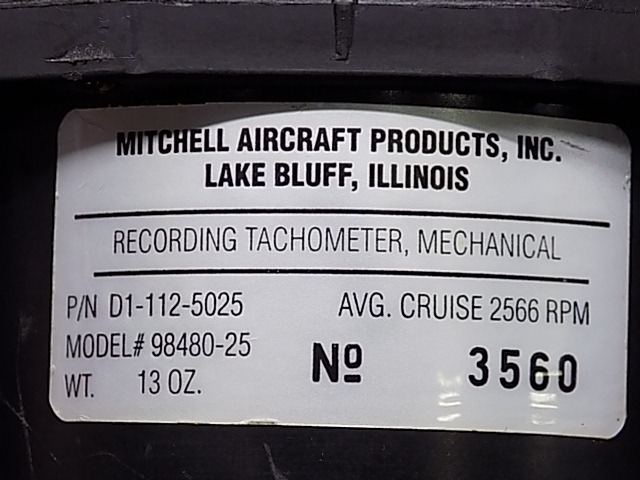 MITCHELL AIRCRAFT PRODUCTS, INC.
LAKE BLUFF, ILLINOIS
RECORDING TACHOMETER, MECHANICAL
P/N D1-112-5025 AVG. CRUISE 2566 RPM
MODEL# 98480-25
WT. 13 OZ. Nº 3560